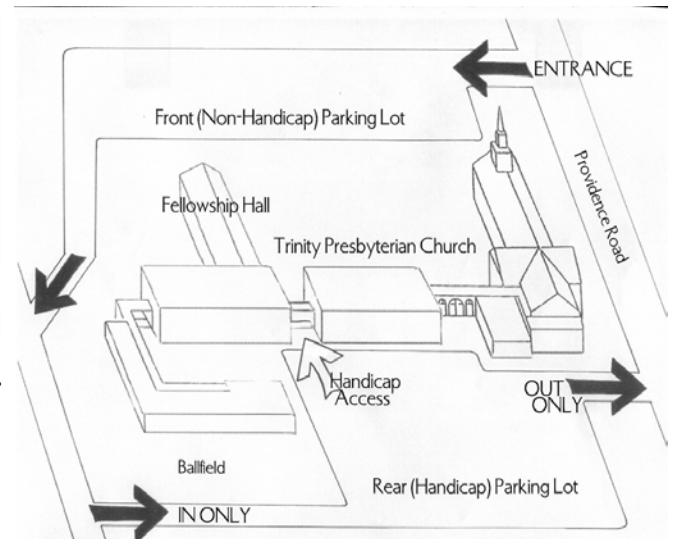 ENTRANCE
Front (Non-Handicap) Parking Lot
Providence Road
Fellowship Hall
Trinity Presbyterian Church
Handicap
Access
OUT
ONLY
Ballfield
Rear (Handicap) Parking Lot
IN ONLY